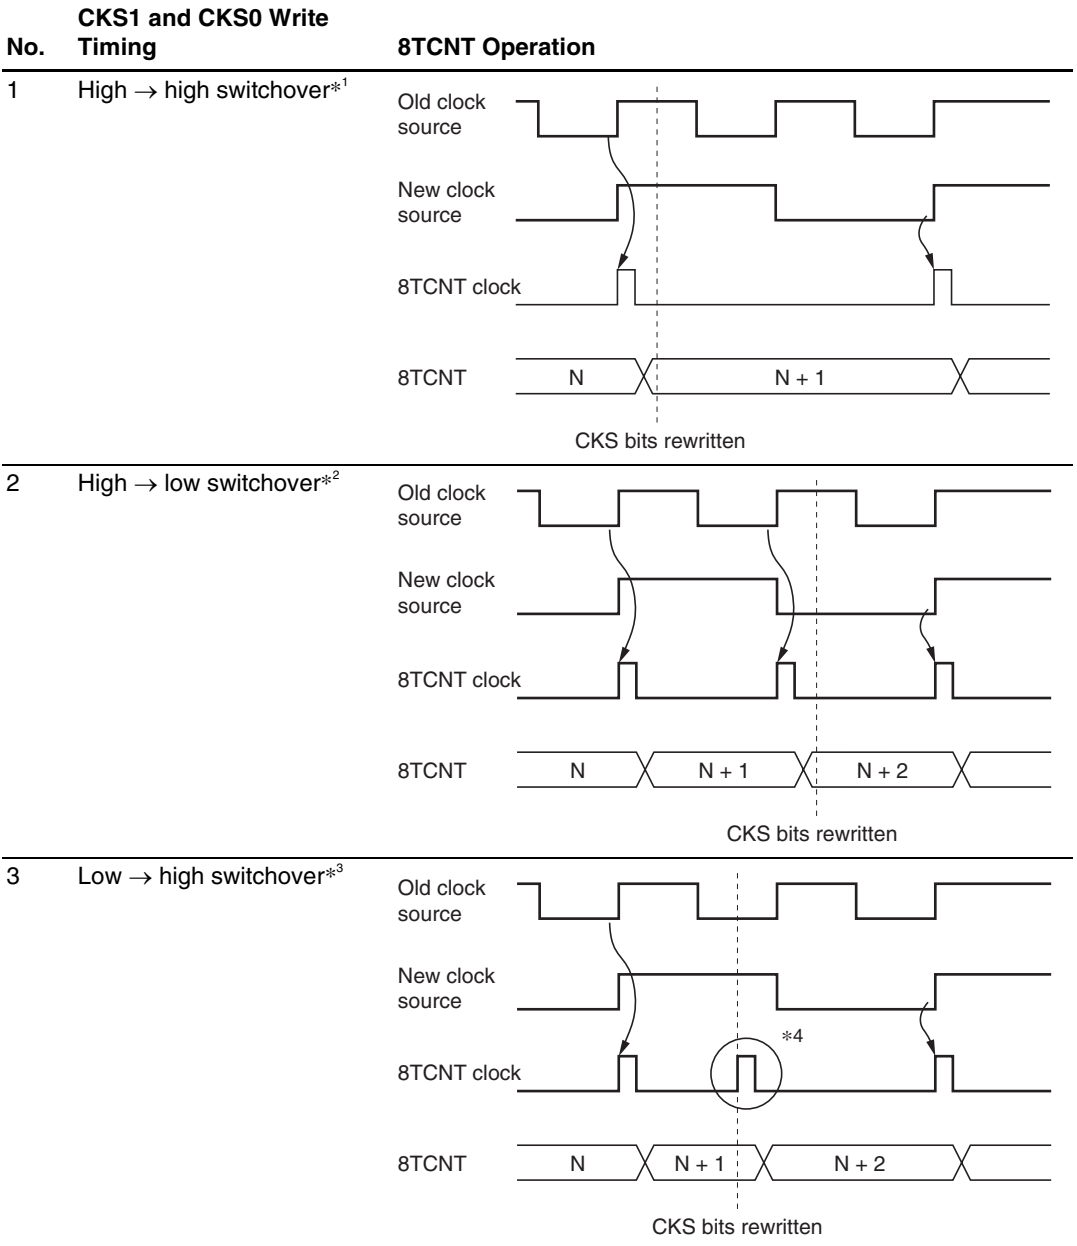 CKS1 and CKS0 Write
No. Timing 8TCNT Operation
1 High → high switchover*1
Old clock
source
New clock
source
8TCNT clock
8TCNT N N + 1
CKS bits rewritten
2 High → low switchover*2
Old clock
source
New clock
source
8TCNT clock
8TCNT N N + 1 N + 2
CKS bits rewritten
3 Low → high switchover*3
Old clock
source
New clock
source
*4
8TCNT clock
8TCNT N N + 1 N + 2
CKS bits rewritten